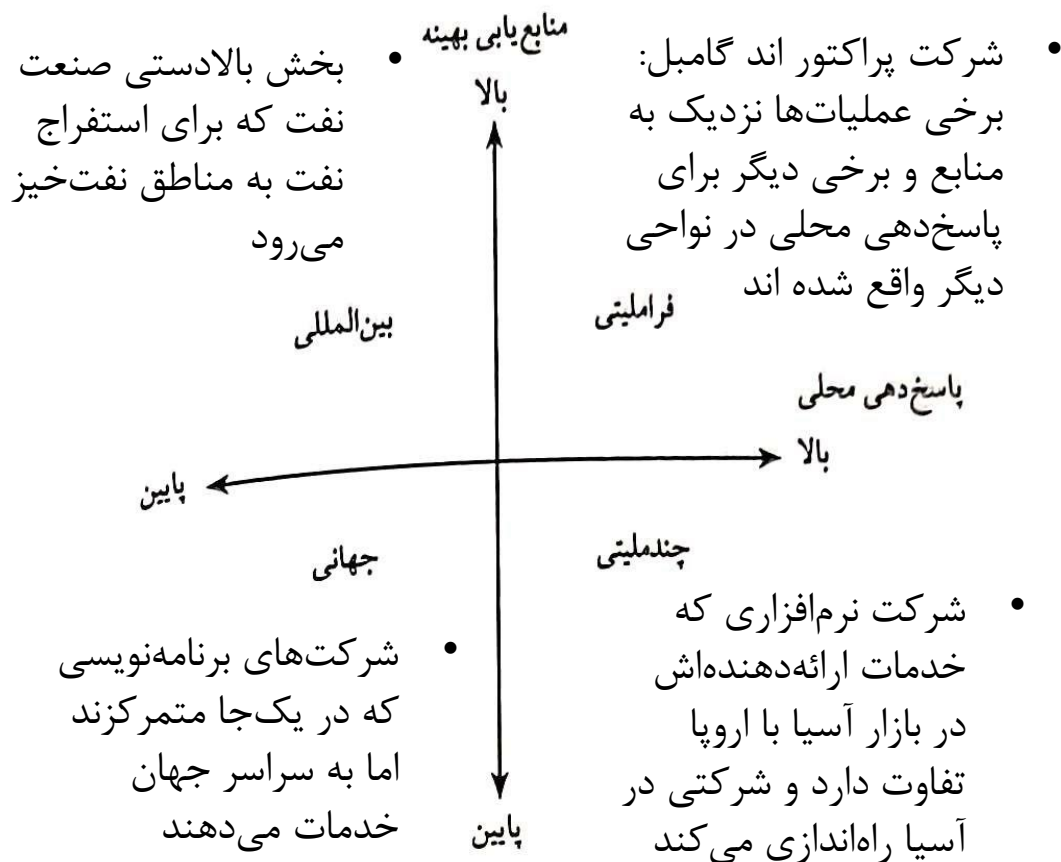 منابع‌یابی بهینه
بالا
• شرکت پراکتور اند گامبل:
برخی عملیات‌ها نزدیک به
منابع و برخی دیگر برای
پاسخ‌دهی محلی در نواحی
دیگر واقع شده اند
• بخش بالادستی صنعت
نفت که برای استفراج
نفت به مناطق نفت‌خیز
می‌رود
فراملیتی
بین‌المللی
پاسخ‌دهی محلی
بالا
پایین
چندملیتی
جهانی
• شرکت نرم‌افزاری که
خدمات ارائه‌دهنده‌اش
در بازار آسیا با اروپا
تفاوت دارد و شرکتی در
آسیا راه‌اندازی می‌کند
• شرکت‌های برنامه‌نویسی
که در یک‌جا متمرکزند
اما به سراسر جهان
خدمات می‌دهند
پایین